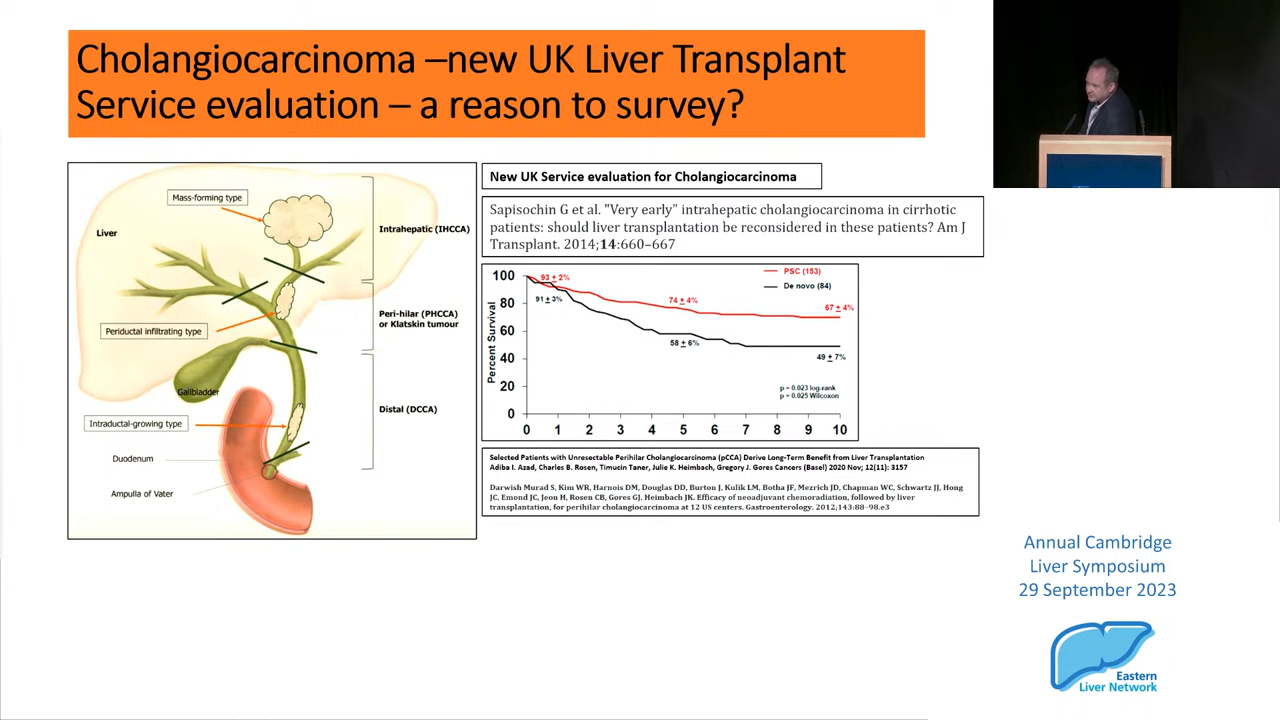 Cholangiocarcinoma –new UK Liver Transplant
Service evaluation – a reason to survey?
Mass-forming type
Liver
Intrahepatic (IHCCA)
Peri-hilar (PHCCA)
or Klatskin tumour
Periductal infiltrating type
Gallbladder
Distal (DCCA)
Intraductal-growing type
Duodenum
Ampulla of Vater
New UK Service evaluation for Cholangiocarcinoma
Sapisochin G et al. "Very early" intrahepatic cholangiocarcinoma in cirrhotic
patients: should liver transplantation be reconsidered in these patients? Am J
Transplant. 2014;14:660–667
Percent Survival
100
80
60
40
20
0
0 1 2 3 4 5 6 7 8 9 10
PSC (153)
De novo (84)
93 ± 2%
91 ± 3%
74 ± 4%
58 ± 6%
67 ± 4%
49 ± 7%
p = 0.023 log-rank
p = 0.025 Wilcoxon
Selected Patients with Unresectable Perihilar Cholangiocarcinoma (pCCA) Derive Long-Term Benefit from Liver Transplantation
Adiba I. Azad, Charles B. Rosen, Timucin Taner, Julie K. Heimbach, Gregory J. Gores Cancers (Basel) 2020 Nov; 12(11): 3157
Darwish Murad S, Kim WR, Harnois DM, Douglas DD, Burton J, Kulik LM, Botha JF, Mezrich JD, Chapman WC, Schwartz JJ, Hong
JC, Emond JC, Jeon H, Rosen CB, Gores GJ, Heimbach JK. Efficacy of neoadjuvant chemoradiation, followed by liver
transplantation, for perihilar cholangiocarcinoma at 12 US centers. Gastroenterology. 2012;143:88–98.e3
Annual Cambridge
Liver Symposium
29 September 2023
Eastern
Liver Network